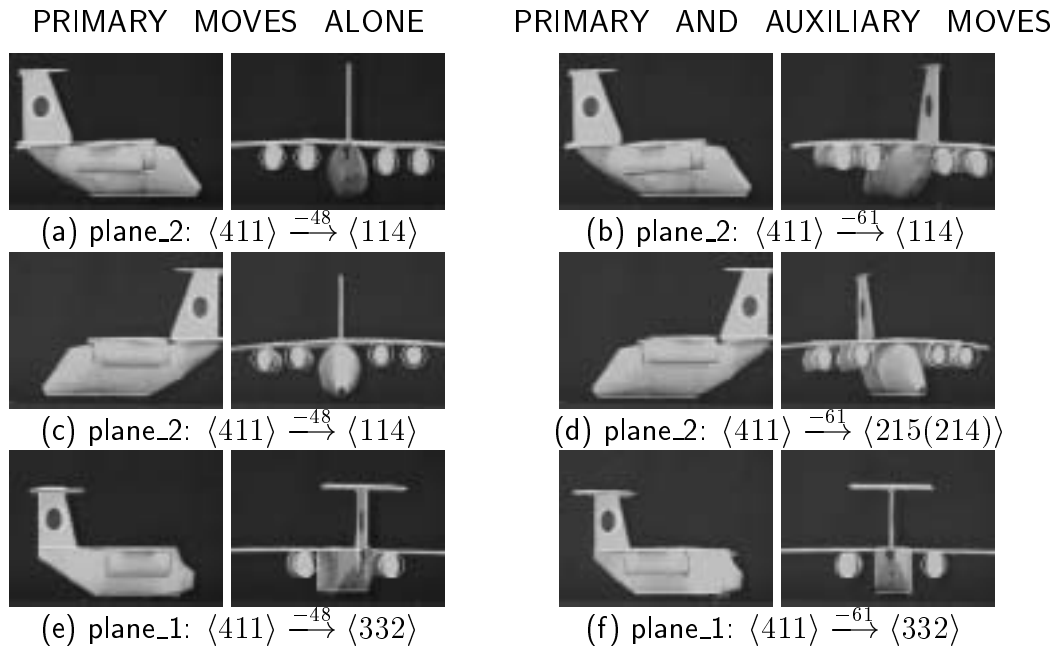 PRIMARY MOVES ALONE
PRIMARY AND AUXILIARY MOVES
(a) plane_2: ⟨411⟩ —-48→ ⟨114⟩
(b) plane_2: ⟨411⟩ —-61→ ⟨114⟩
(c) plane_2: ⟨411⟩ —-48→ ⟨114⟩
(d) plane_2: ⟨411⟩ —-61→ ⟨215(214)⟩
(e) plane_1: ⟨411⟩ —-48→ ⟨332⟩
(f) plane_1: ⟨411⟩ —-61→ ⟨332⟩